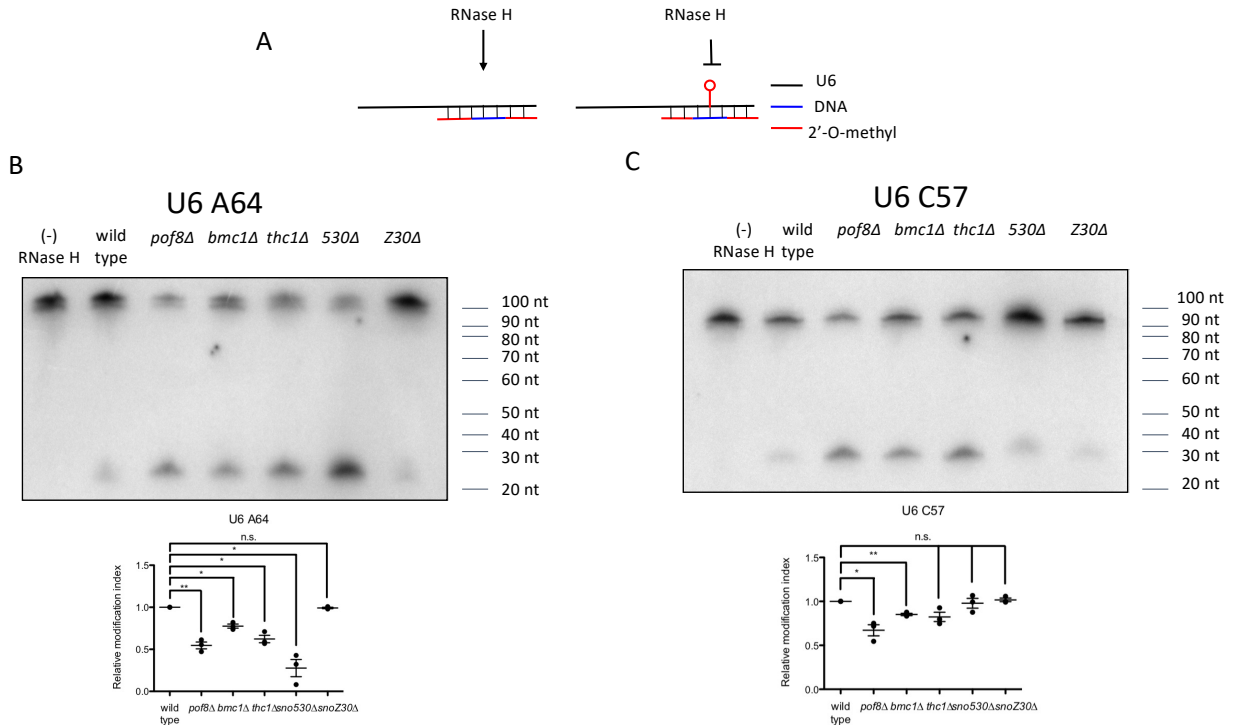 A
RNase H
RNase H
U6
DNA
2'-O-methyl
B
U6 A64
(-) RNase H
wild type
pof8Δ
bmc1Δ
thc1Δ
530Δ
Z30Δ
100 nt
90 nt
80 nt
70 nt
60 nt
50 nt
40 nt
30 nt
20 nt
U6 A64
n.s.
*
*
*
**
Relative modification index
1.5
1.0
0.5
0.0
wild type
pof8Δ
bmc1Δ
thc1Δ
sno530Δ
snoZ30Δ
C
U6 C57
(-) RNase H
wild type
pof8Δ
bmc1Δ
thc1Δ
530Δ
Z30Δ
100 nt
90 nt
80 nt
70 nt
60 nt
50 nt
40 nt
30 nt
20 nt
U6 C57
n.s.
**
*
Relative modification index
1.5
1.0
0.5
0.0
wild type
pof8Δ
bmc1Δ
thc1Δ
sno530Δ
snoZ30Δ